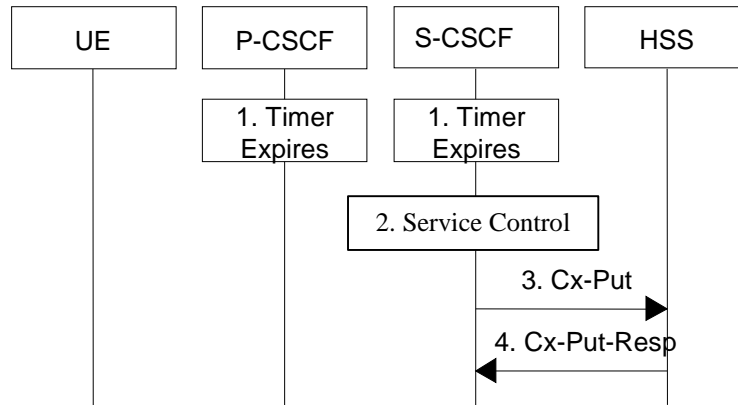 UE
P-CSCF
S-CSCF
HSS
1. Timer
Expires
1. Timer
Expires
2. Service Control
3. Cx-Put
4. Cx-Put-Resp